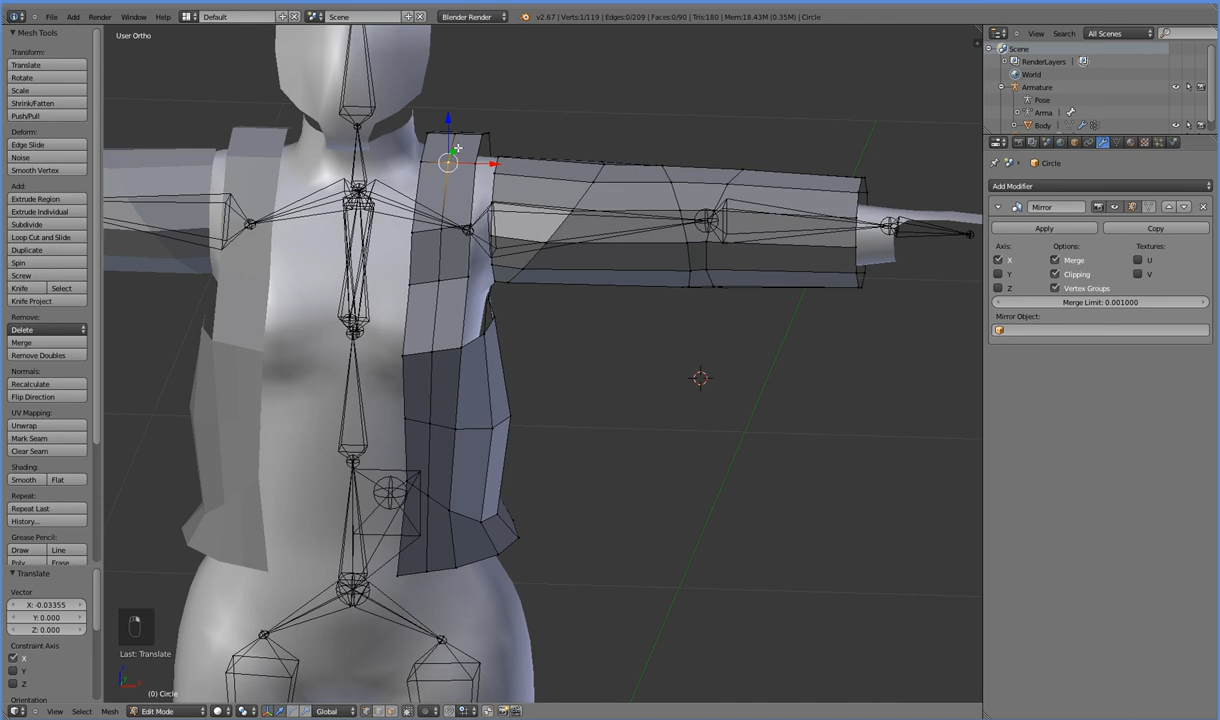 File Add Render Window Help Default Scene Blender Render v2.67 | Verts:1/119 | Edges:0/209 | Faces:0/90 | Tris:180 | Mem:18.43M (0.35M) | Circle
Mesh Tools
Transform:
Translate
Rotate
Scale
Shrink/Fatten
Push/Pull
Deform:
Edge Slide
Noise
Smooth Vertex
Add:
Extrude Region
Extrude Individual
Subdivide
Loop Cut and Slide
Duplicate
Spin
Screw
Knife Select
Knife Project
Remove:
Delete
Merge
Remove Doubles
Normals:
Recalculate
Flip Direction
UV Mapping:
Unwrap
Mark Seam
Clear Seam
Shading:
Smooth Flat
Repeat:
Repeat Last
History...
Grease Pencil:
Draw Line
Poly Erase
Translate
Vector
X: -0.03355
Y: 0.000
Z: 0.000
Constraint Axis
X
Y
Z
Orientation
User Ortho
Last: Translate
(0) Circle
View Select Mesh Edit Mode Global
View Search All Scenes
Scene
RenderLayers |
World
Armature
Pose
Arma
Body
Circle
Add Modifier
Mirror
Apply Copy
Axis: Options: Textures:
X Merge U
Y Clipping V
Z Vertex Groups
Merge Limit: 0.001000
Mirror Object: